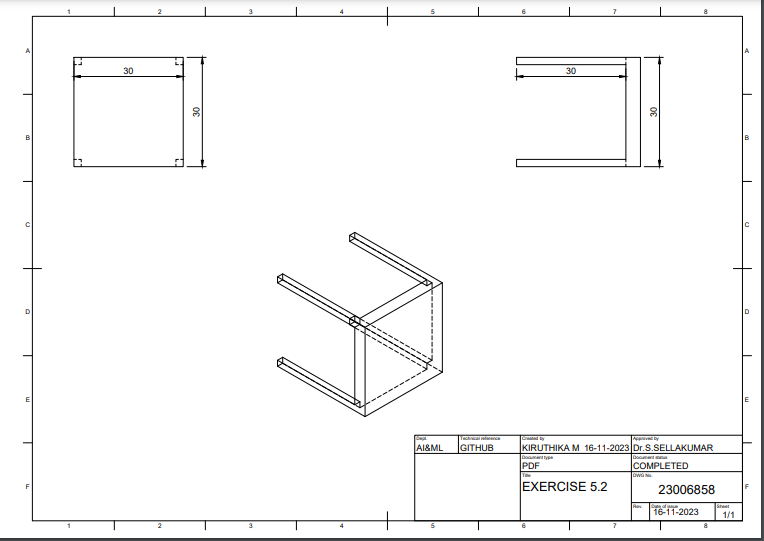 1 2 3 4 5 6 7 8
A A
30 30
30 30
B B
C C
D D
E E
Dept. Technical reference Created by Approved by
AI&ML GITHUB KIRUTHIKA M 16-11-2023 Dr.S.SELLAKUMAR
Document type Document status
PDF COMPLETED
Title DWG No.
EXERCISE 5.2 23006858
F F
Rev. Date of issue Sheet
16-11-2023 1/1
1 2 3 4 5 6 7 8